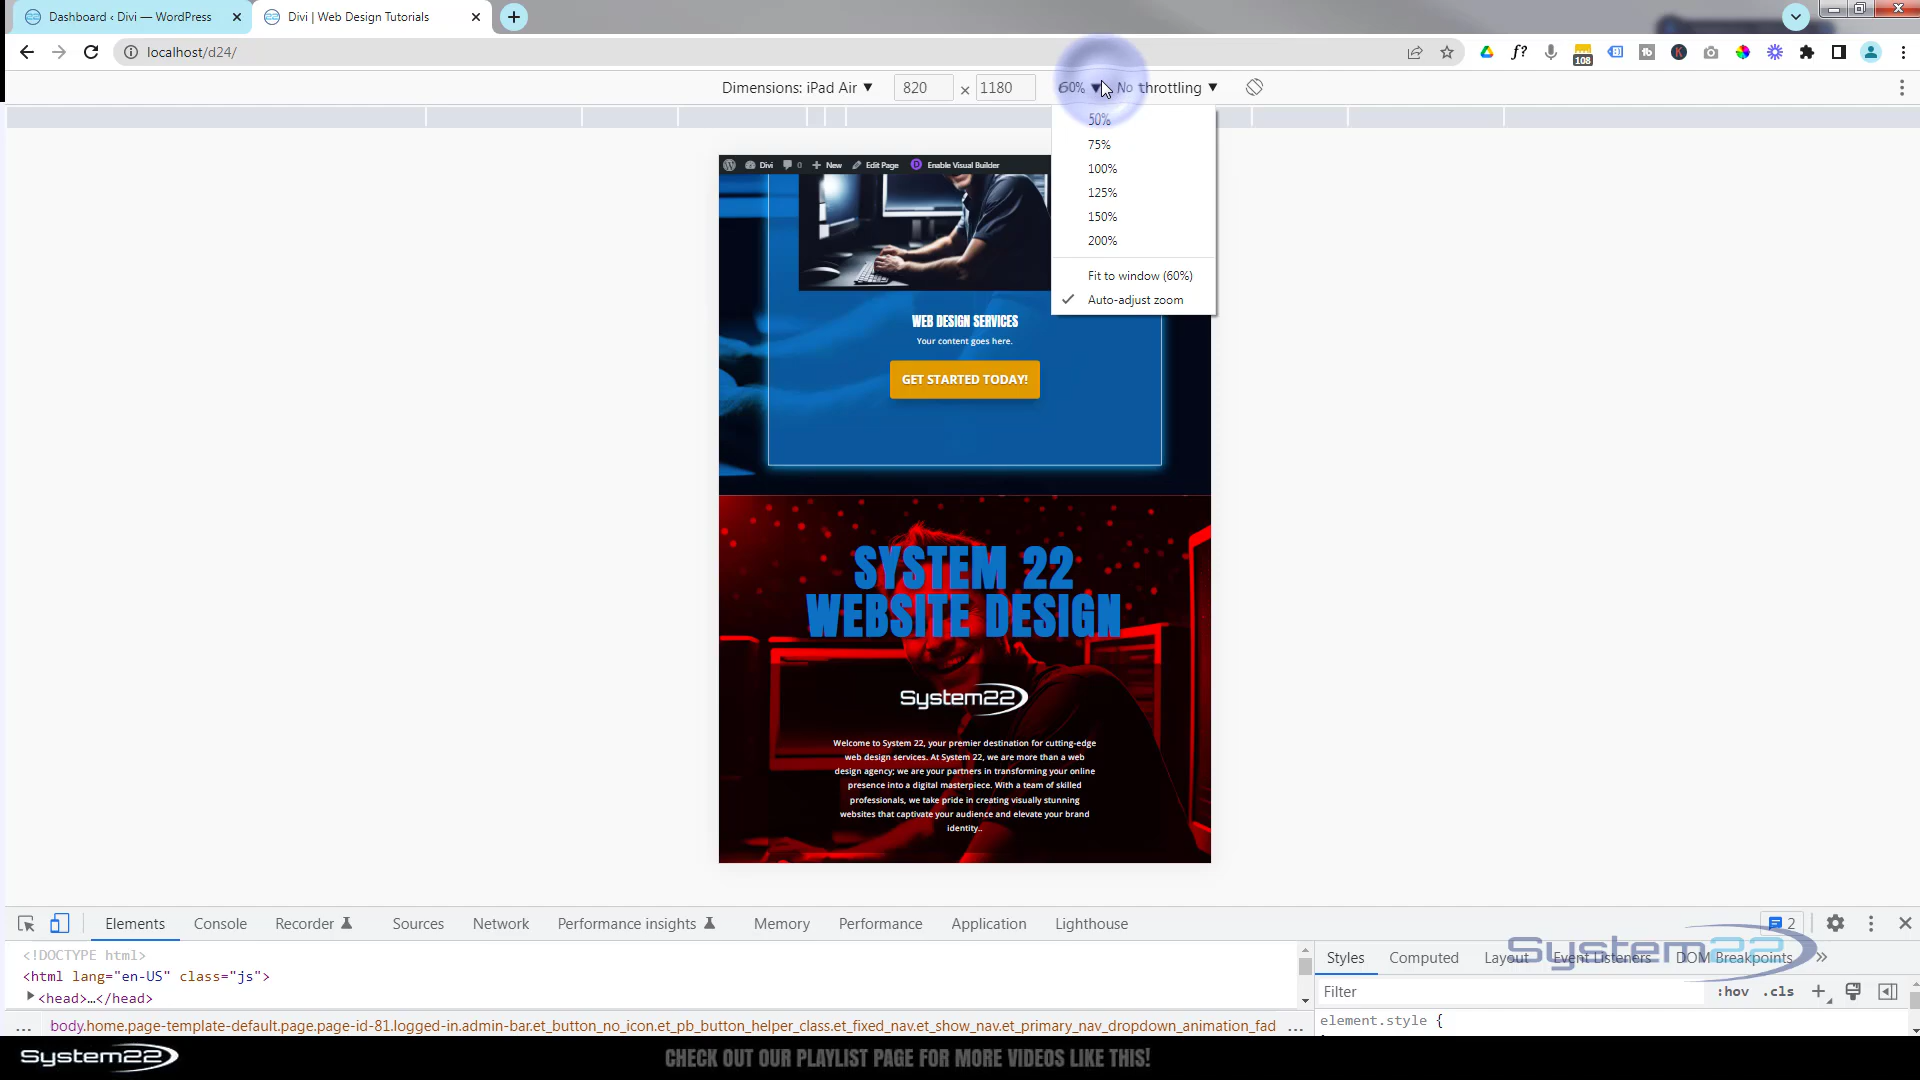 Dashboard ‹ Divi — WordPress
Divi | Web Design Tutorials
localhost/d24/
108
Dimensions: iPad Air ▼ 820 × 1180 60% ▼ No throttling ▼
50%
75%
100%
125%
150%
200%
Fit to window (60%)
✓ Auto-adjust zoom
Divi 0 + New Edit Page Enable Visual Builder
WEB DESIGN SERVICES
Your content goes here.
GET STARTED TODAY!
SYSTEM 22
WEBSITE DESIGN
System22
Welcome to System 22, your premier destination for cutting-edge
web design services. At System 22, we are more than a web
design agency; we are your partners in transforming your online
presence into a digital masterpiece. With a team of skilled
professionals, we take pride in creating visually stunning
websites that captivate your audience and elevate your brand
identity..
Elements Console Recorder Sources Network Performance insights Memory Performance Application Lighthouse 2
<!DOCTYPE html>
<html lang="en-US" class="js">
<head>…</head>
... body.home.page-template-default.page.page-id-81.logged-in.admin-bar.et_button_no_icon.et_pb_button_helper_class.et_fixed_nav.et_show_nav.et_primary_nav_dropdown_animation_fad ...
Styles Computed Layout Event Listeners DOM Breakpoints »
System22
Filter :hov .cls +
element.style {
System22
CHECK OUT OUR PLAYLIST PAGE FOR MORE VIDEOS LIKE THIS!